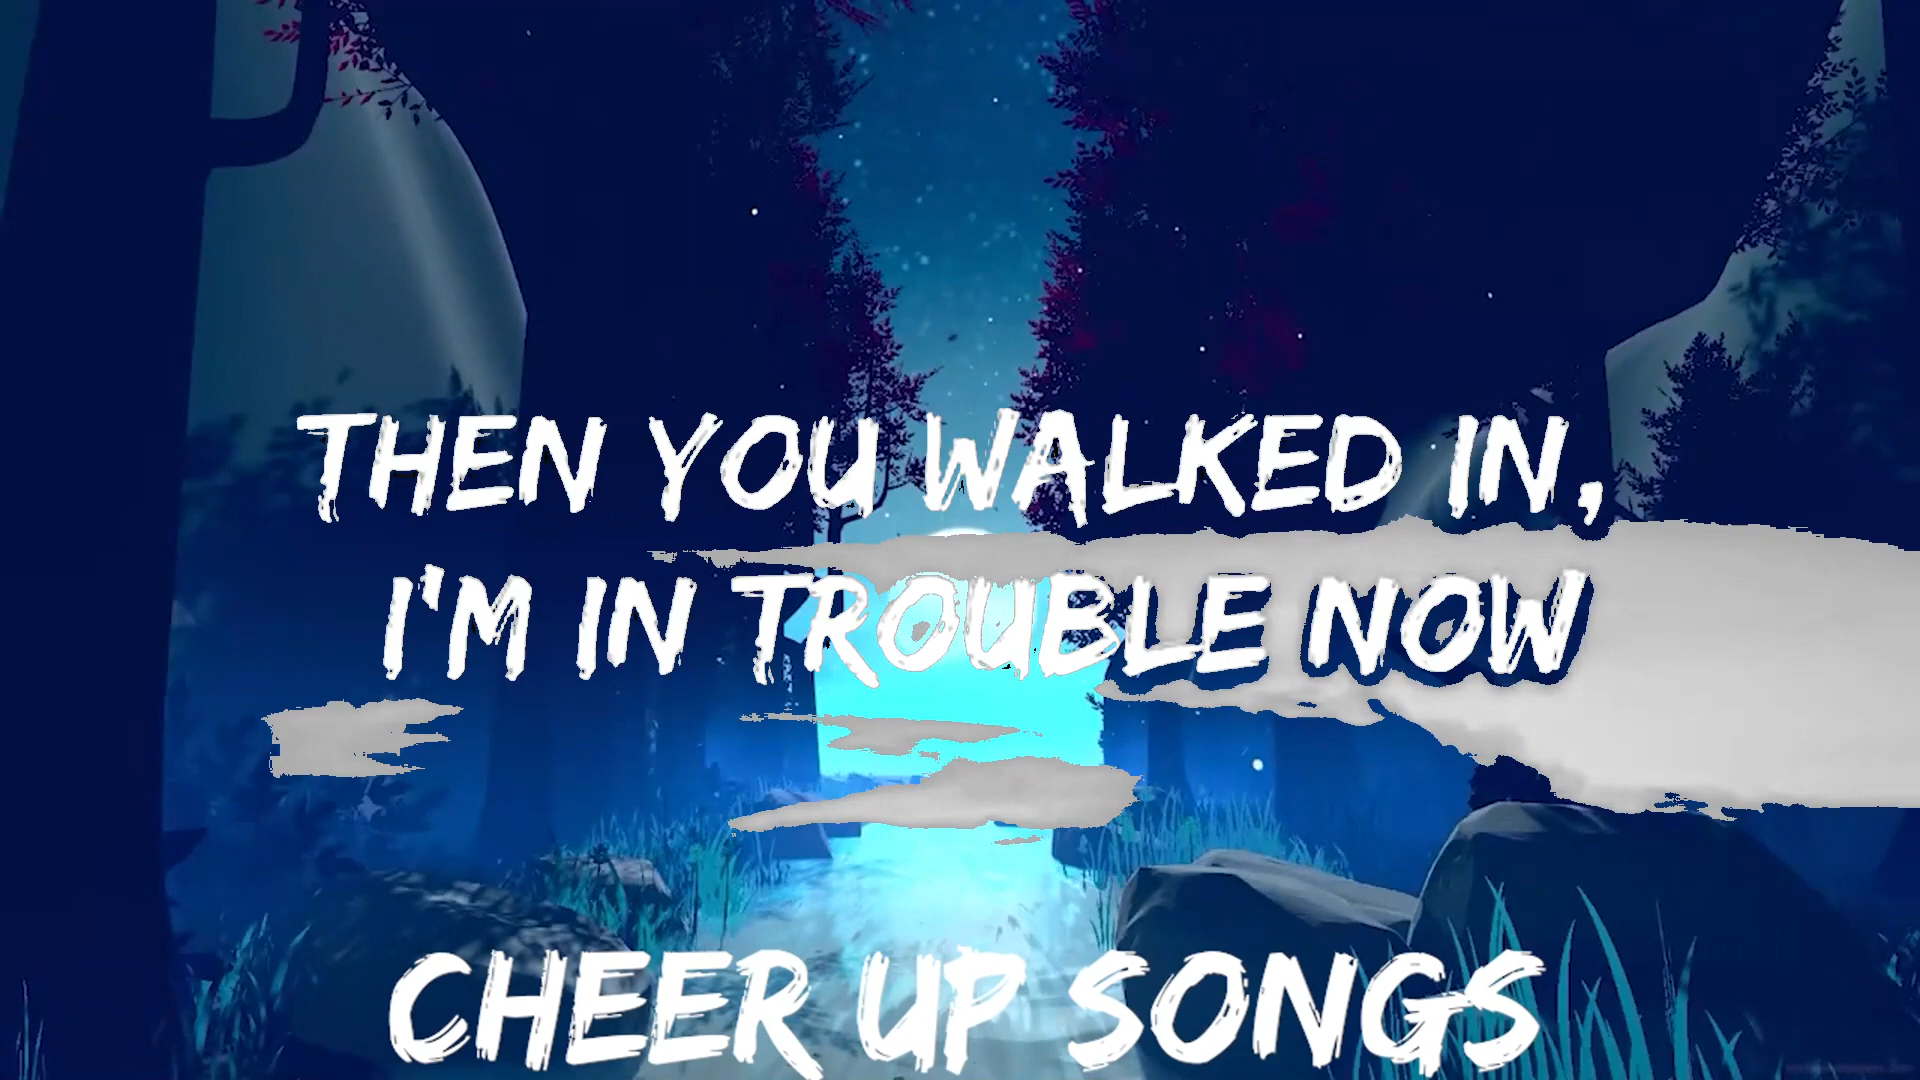 THEN YOU WALKED IN,
I'M IN TROUBLE NOW
CHEER UP SONGS